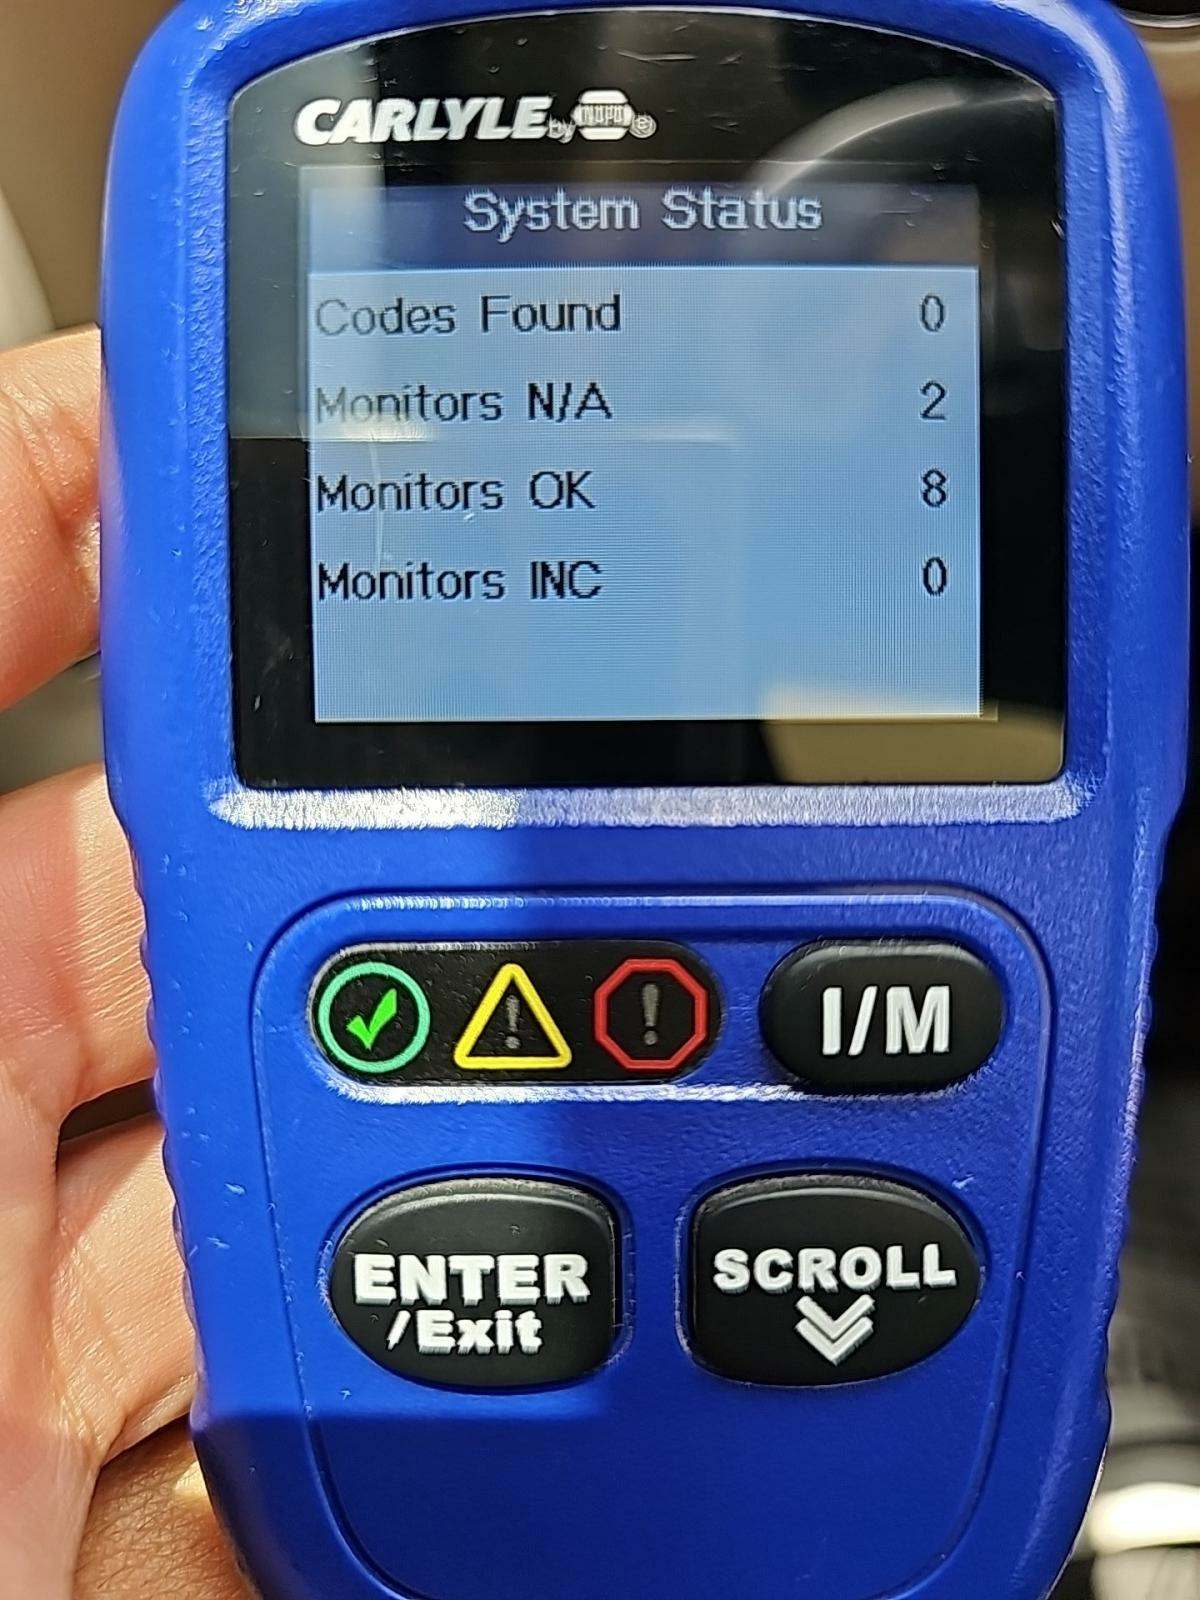 CARLYLE by NAPA
System Status
Codes Found 0
Monitors N/A 2
Monitors OK 8
Monitors INC 0
I/M
ENTER
/Exit
SCROLL